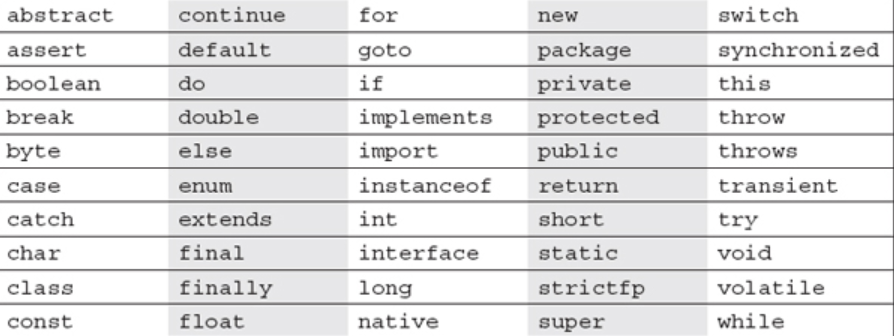 abstract continue for new switch
assert default goto package synchronized
boolean do if private this
break double implements protected throw
byte else import public throws
case enum instanceof return transient
catch extends int short try
char final interface static void
class finally long strictfp volatile
const float native super while